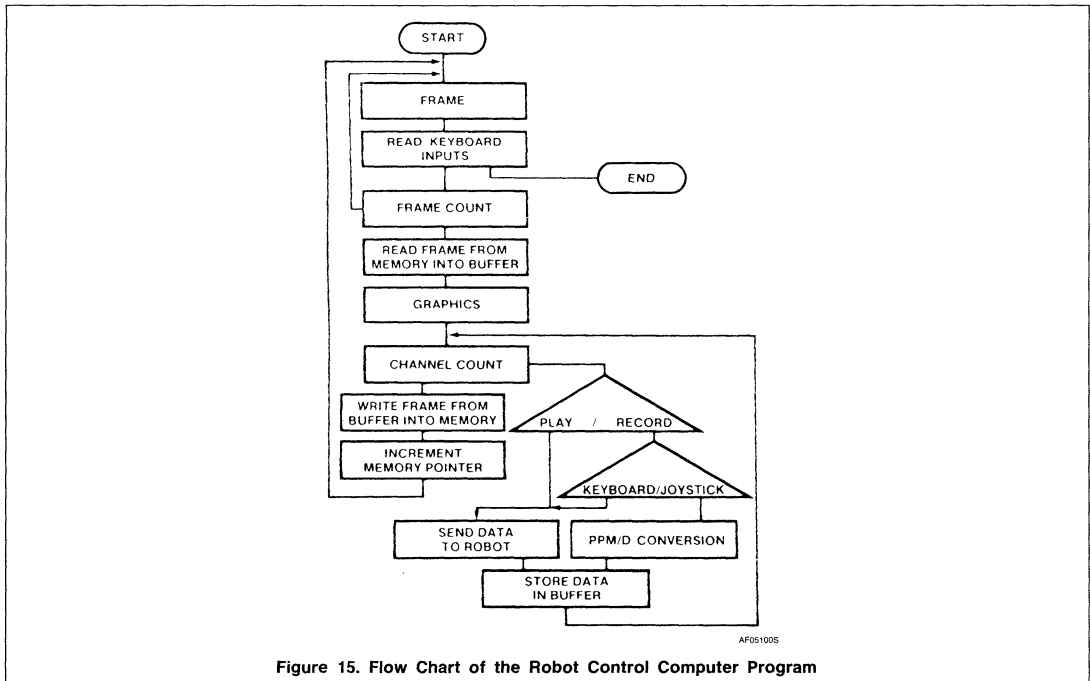 START
FRAME
READ KEYBOARD
INPUTS
END
FRAME COUNT
READ FRAME FROM
MEMORY INTO BUFFER
GRAPHICS
CHANNEL COUNT
WRITE FRAME FROM
BUFFER INTO MEMORY
PLAY / RECORD
INCREMENT
MEMORY POINTER
KEYBOARD/JOYSTICK
SEND DATA
TO ROBOT
PPM/D CONVERSION
STORE DATA
IN BUFFER
AF05100S
Figure 15. Flow Chart of the Robot Control Computer Program